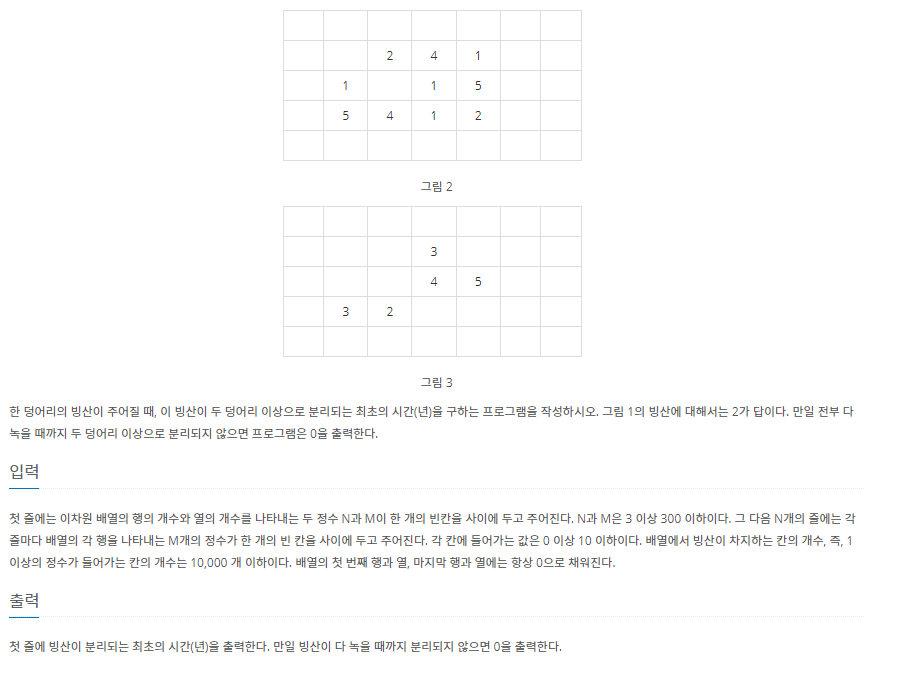 2 4 1
1 1 5
5 4 1 2
그림 2
3
4 5
3 2
그림 3
한 덩어리의 빙산이 주어질 때, 이 빙산이 두 덩어리 이상으로 분리되는 최초의 시간(년)을 구하는 프로그램을 작성하시오. 그림 1의 빙산에 대해서는 2가 답이다. 만일 전부 다
녹을 때까지 두 덩어리 이상으로 분리되지 않으면 프로그램은 0을 출력한다.
입력
첫 줄에는 이차원 배열의 행의 개수와 열의 개수를 나타내는 두 정수 N과 M이 한 개의 빈칸을 사이에 두고 주어진다. N과 M은 3 이상 300 이하이다. 그 다음 N개의 줄에는 각
줄마다 배열의 각 행을 나타내는 M개의 정수가 한 개의 빈 칸을 사이에 두고 주어진다. 각 칸에 들어가는 값은 0 이상 10 이하이다. 배열에서 빙산이 차지하는 칸의 개수, 즉, 1
이상의 정수가 들어가는 칸의 개수는 10,000 개 이하이다. 배열의 첫 번째 행과 열, 마지막 행과 열에는 항상 0으로 채워진다.
출력
첫 줄에 빙산이 분리되는 최초의 시간(년)을 출력한다. 만일 빙산이 다 녹을 때까지 분리되지 않으면 0을 출력한다.